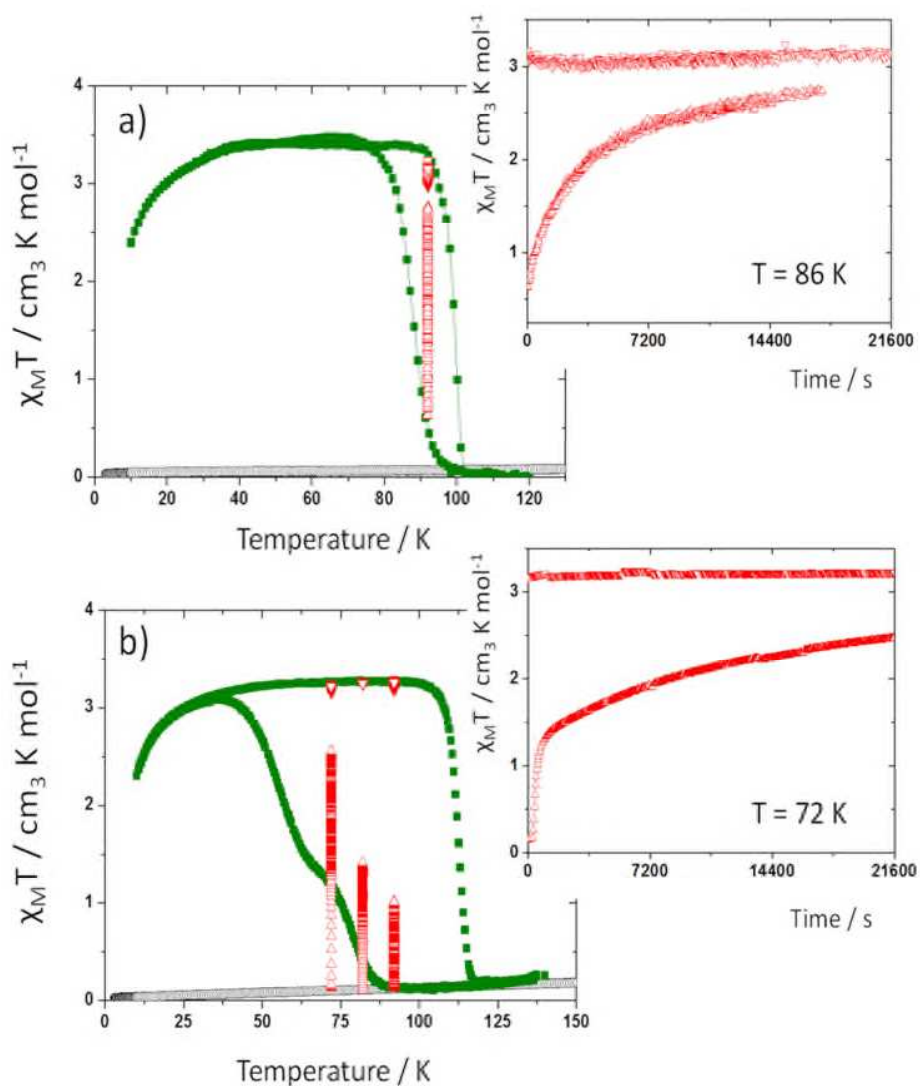 a)
χMT / cm3 K mol-1
4
3
2
1
0
0 20 40 60 80 100 120
Temperature / K
χMT / cm3 K mol-1
3
2
1
T = 86 K
0 7200 14400 21600
Time / s
b)
χMT / cm3 K mol-1
4
3
2
1
0
0 25 50 75 100 125 150
Temperature / K
χMT / cm3 K mol-1
3
2
1
0
T = 72 K
0 7200 14400 21600
Time / s